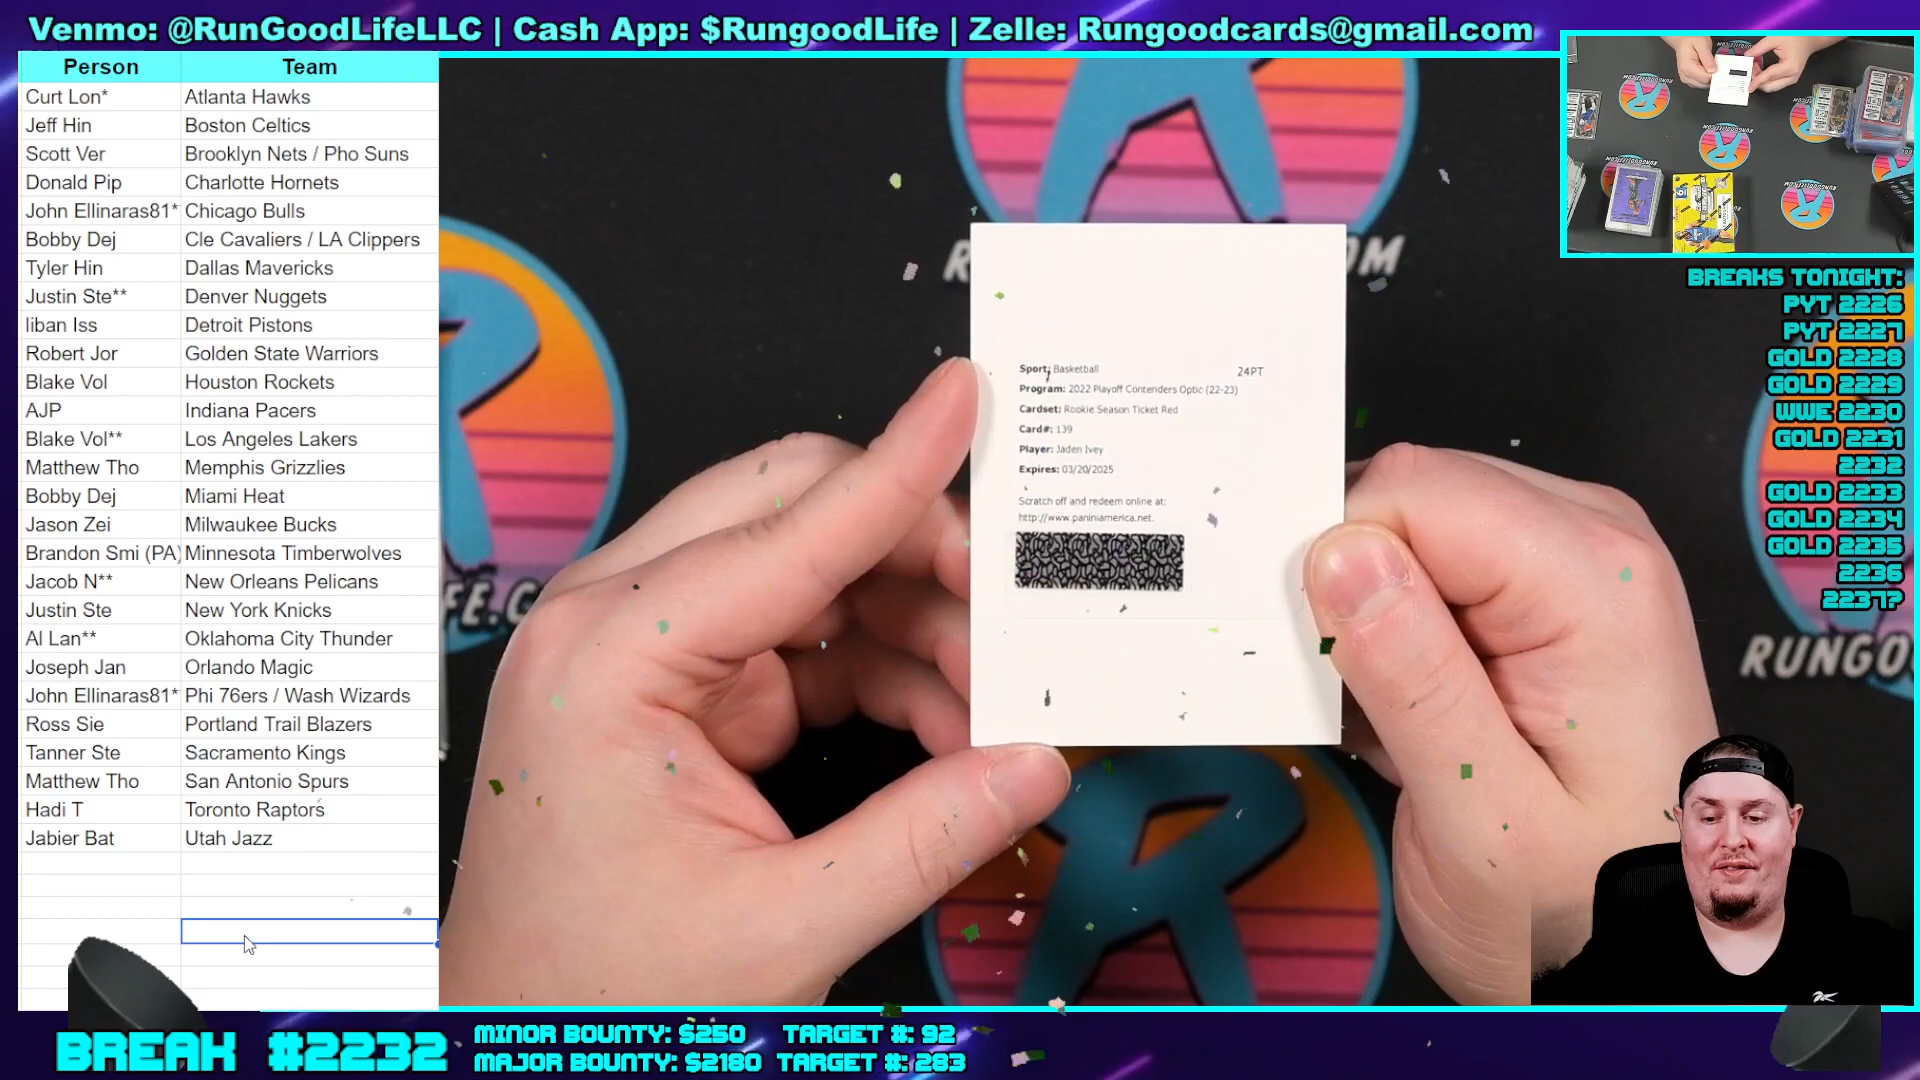 Venmo: @RunGoodLifeLLC | Cash App: $RungoodLife | Zelle: Rungoodcards@gmail.com
Person Team
Curt Lon* Atlanta Hawks
Jeff Hin Boston Celtics
Scott Ver Brooklyn Nets / Pho Suns
Donald Pip Charlotte Hornets
John Ellinaras81* Chicago Bulls
Bobby Dej Cle Cavaliers / LA Clippers
Tyler Hin Dallas Mavericks
Justin Ste** Denver Nuggets
liban Iss Detroit Pistons
Robert Jor Golden State Warriors
Blake Vol Houston Rockets
AJP Indiana Pacers
Blake Vol** Los Angeles Lakers
Matthew Tho Memphis Grizzlies
Bobby Dej Miami Heat
Jason Zei Milwaukee Bucks
Brandon Smi (PA) Minnesota Timberwolves
Jacob N** New Orleans Pelicans
Justin Ste New York Knicks
Al Lan** Oklahoma City Thunder
Joseph Jan Orlando Magic
John Ellinaras81* Phi 76ers / Wash Wizards
Ross Sie Portland Trail Blazers
Tanner Ste Sacramento Kings
Matthew Tho San Antonio Spurs
Hadi T Toronto Raptors
Jabier Bat Utah Jazz
Sport: Basketball 24PT
Program: 2022 Playoff Contenders Optic (22-23)
Cardset: Rookie Season Ticket Red
Card#: 139
Player: Jaden Ivey
Expires: 03/20/2025
Scratch off and redeem online at:
http://www.paniniamerica.net.
R
OM
FE.C
RUNGO
BREAKS TONIGHT:
PYT 2226
PYT 2227
GOLD 2228
GOLD 2229
WWE 2230
GOLD 2231
2232
GOLD 2233
GOLD 2234
GOLD 2235
2236
2237?
BREAK #2232
MINOR BOUNTY: $250 TARGET #: 92
MAJOR BOUNTY: $2180 TARGET #: 283